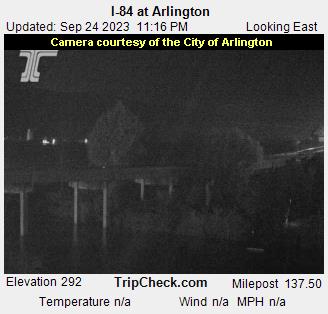 I-84 at Arlington
Updated: Sep 24 2023 11:16 PM Looking East
Camera courtesy of the City of Arlington
Elevation 292 TripCheck.com Milepost 137.50
Temperature n/a Wind n/a MPH n/a